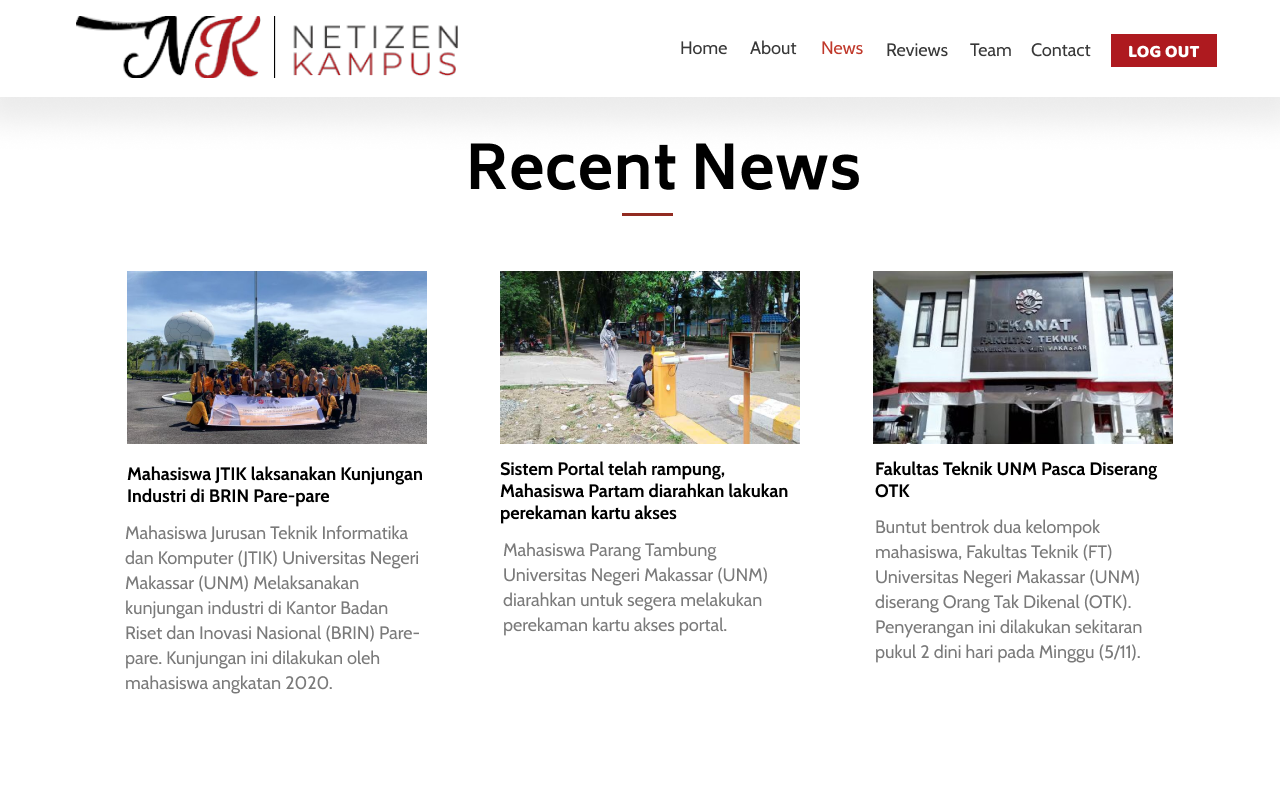 NK NETIZEN
KAMPUS
Home About News Reviews Team Contact LOG OUT
Recent News
DEKANAT
FAKULTAS TEKNIK
Mahasiswa JTIK laksanakan Kunjungan
Industri di BRIN Pare-pare
Mahasiswa Jurusan Teknik Informatika
dan Komputer (JTIK) Universitas Negeri
Makassar (UNM) Melaksanakan
kunjungan industri di Kantor Badan
Riset dan Inovasi Nasional (BRIN) Pare-
pare. Kunjungan ini dilakukan oleh
mahasiswa angkatan 2020.
Sistem Portal telah rampung,
Mahasiswa Partam diarahkan lakukan
perekaman kartu akses
Mahasiswa Parang Tambung
Universitas Negeri Makassar (UNM)
diarahkan untuk segera melakukan
perekaman kartu akses portal.
Fakultas Teknik UNM Pasca Diserang
OTK
Buntut bentrok dua kelompok
mahasiswa, Fakultas Teknik (FT)
Universitas Negeri Makassar (UNM)
diserang Orang Tak Dikenal (OTK).
Penyerangan ini dilakukan sekitaran
pukul 2 dini hari pada Minggu (5/11).